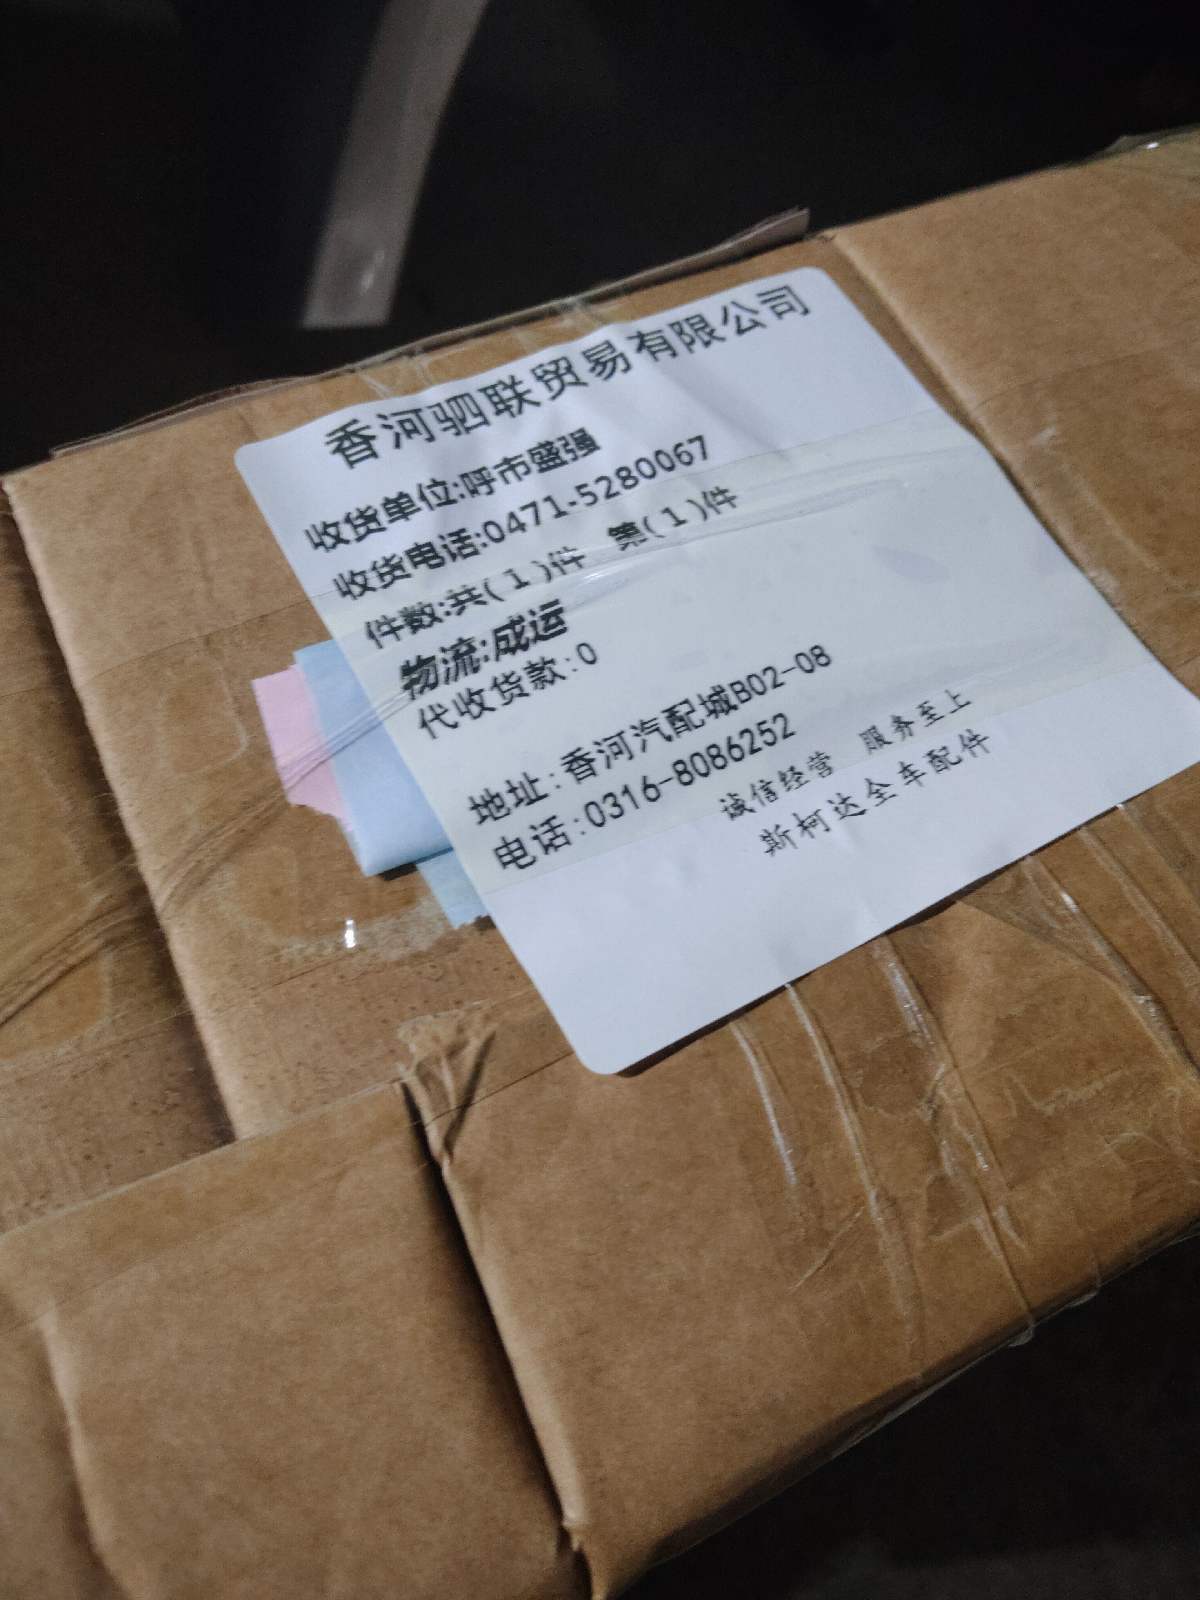 香河驷联贸易有限公司
收货单位:呼市盛强
收货电话:0471-5280067
件数:共(1)件 第(1)件
物流:成运
代收货款:0
地址:香河汽配城B02-08
电话:0316-8086252
诚信经营 服务至上
斯柯达全车配件